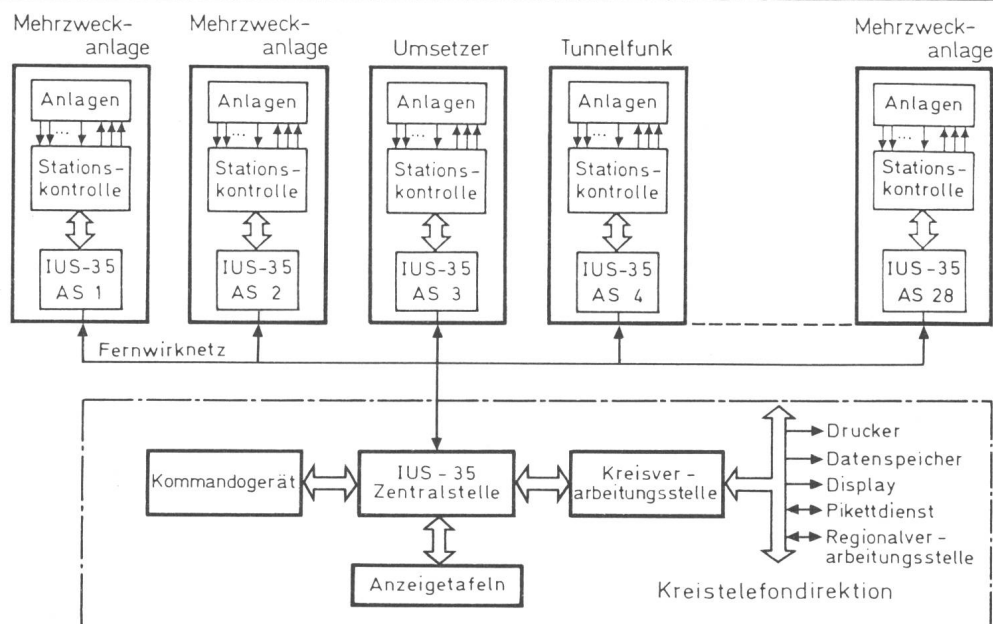 Mehrzweck-
anlage
Anlagen
...
Stations-
kontrolle
IUS-35
AS 1
Mehrzweck-
anlage
Anlagen
...
Stations-
kontrolle
IUS-35
AS 2
Umsetzer
Anlagen
...
Stations-
kontrolle
IUS-35
AS 3
Tunnelfunk
Anlagen
...
Stations-
kontrolle
IUS-35
AS 4
Mehrzweck-
anlage
Anlagen
...
Stations-
kontrolle
IUS-35
AS 28
Fernwirknetz
Kommandogerät
IUS-35
Zentralstelle
Kreisver-
arbeitungsstelle
Anzeigetafeln
Drucker
Datenspeicher
Display
Pikettdienst
Regionalver-
arbeitungsstelle
Kreistelefondirektion